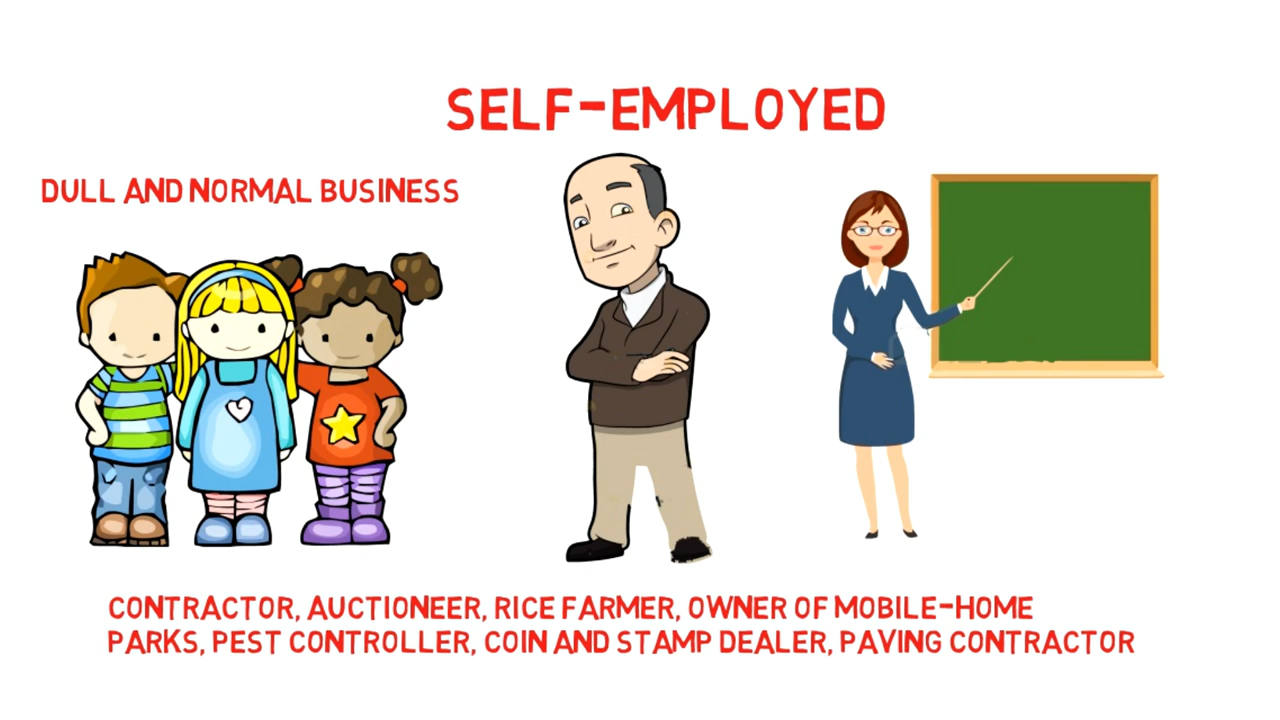 SELF-EMPLOYED
DULL AND NORMAL BUSINESS
CONTRACTOR, AUCTIONEER, RICE FARMER, OWNER OF MOBILE-HOME
PARKS, PEST CONTROLLER, COIN AND STAMP DEALER, PAVING CONTRACTOR